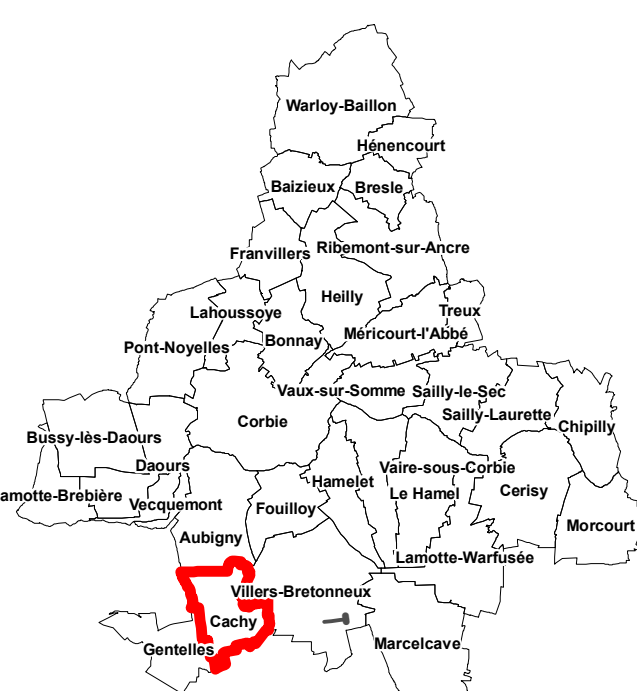 Warloy-Baillon
Hénencourt
Baizieux
Bresle
Franvillers
Ribemont-sur-Ancre
Heilly
Lahoussoye
Treux
Méricourt-l'Abbé
Bonnay
Pont-Noyelles
Vaux-sur-Somme
Sailly-le-Sec
Sailly-Laurette
Corbie
Chipilly
Bussy-lès-Daours
Daours
Vaire-sous-Corbie
Hamelet
Le Hamel
Cerisy
amotte-Brebière
Vecquemont
Fouilloy
Morcourt
Aubigny
Lamotte-Warfusée
Villers-Bretonneux
Cachy
Gentelles
Marcelcave